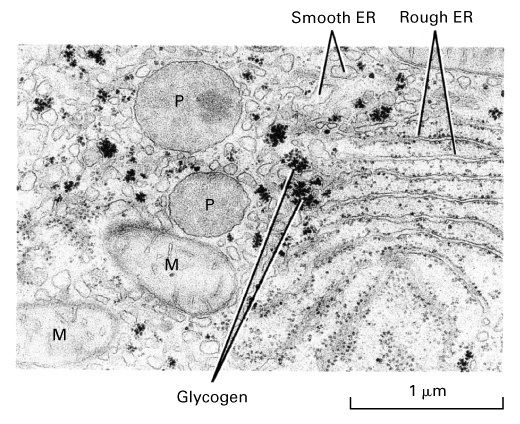 Smooth ER
Rough ER
P
P
M
M
Glycogen
1 μm